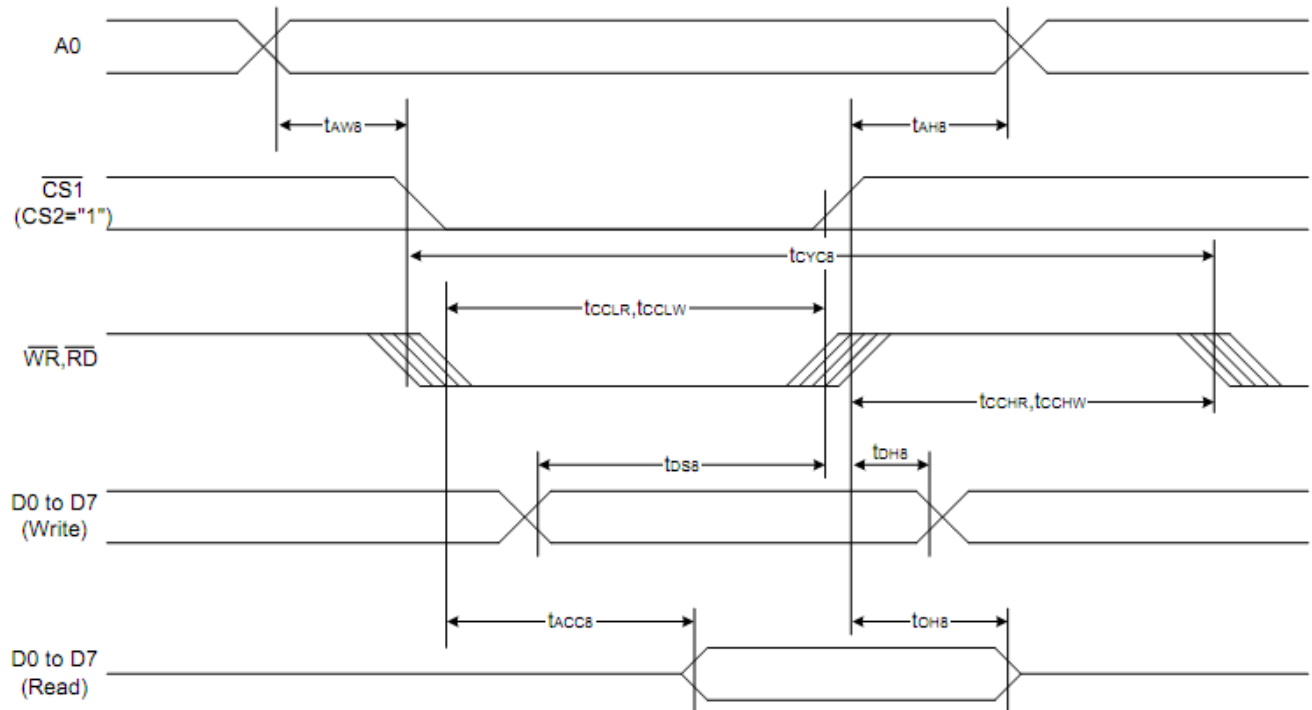 A0
tAW8
tAH8
CS1
(CS2="1")
tCYC8
tCCLR,tCCLW
WR,RD
tCCHR,tCCHW
tDS8
tDH8
D0 to D7
(Write)
tACC8
tOH8
D0 to D7
(Read)